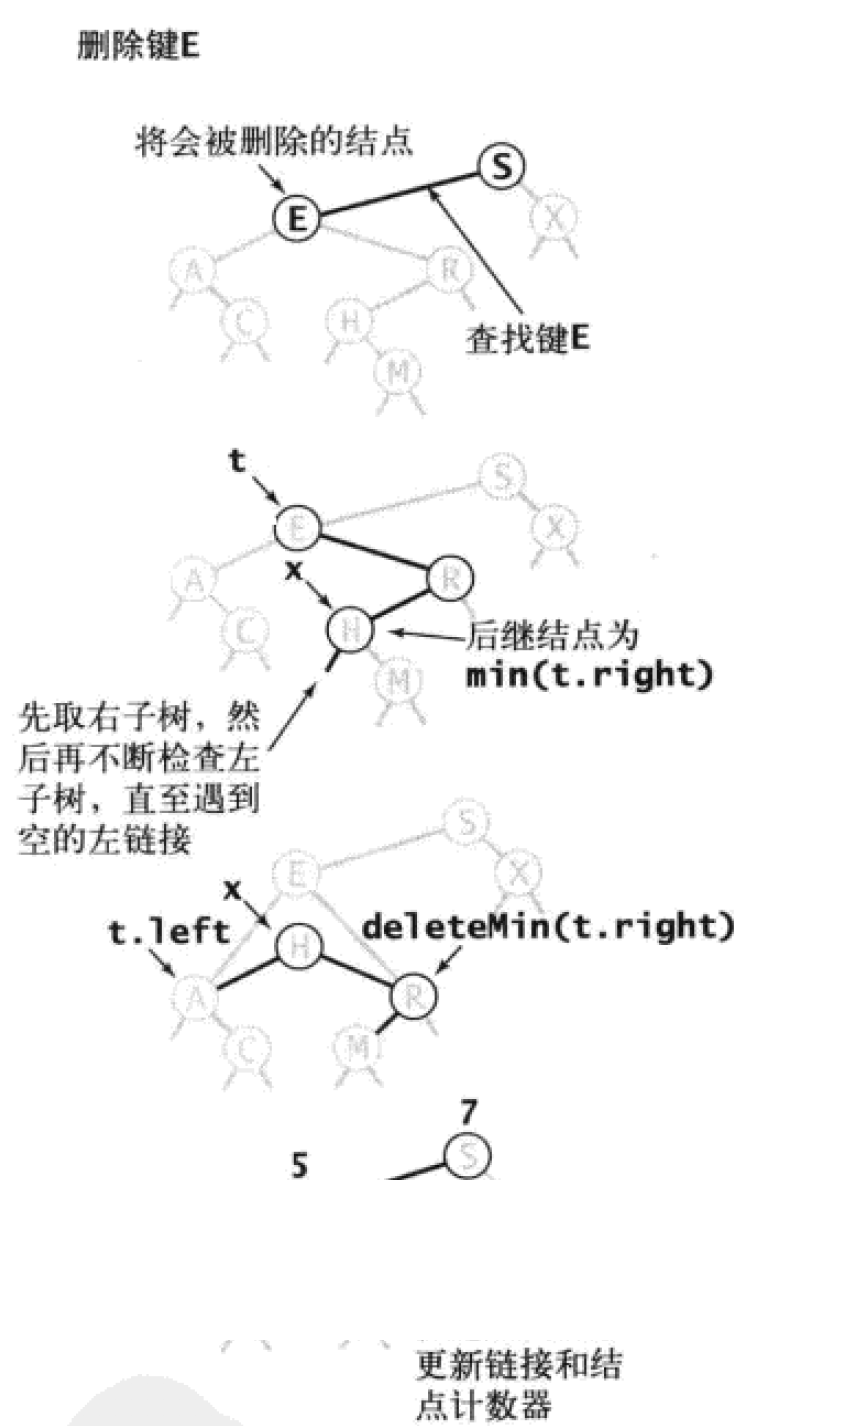 删除键E
将会被删除的结点
S
E
X
A
R
C
H
查找键E
M
t
S
E
X
x
A
R
C
H
后继结点为
min(t.right)
M
先取右子树，然
后再不断检查左
子树，直至遇到
空的左链接
S
E
X
x
t.left
deleteMin(t.right)
H
A
R
C
M
7
5
S
更新链接和结
点计数器